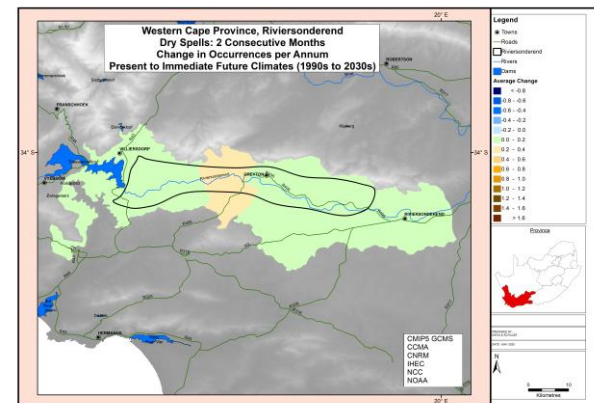 Western Cape Province, Riviersonderend
Dry Spells: 2 Consecutive Months
Change in Occurrences per Annum
Present to Immediate Future Climates (1990s to 2030s)
20° E
34° S
34° S
20° E
ROBERTSON
FRANSCHHOEK
VILLIERSDORP
GREYTON
RIVIERSONDEREND
HERMANUS
CMIP5 GCMS
CCMA
CNRM
IHEC
NCC
NOAA
Legend
Towns
Roads
Riviersonderend
Rivers
Dams
Average Change
< -0.8
-0.8 - -0.6
-0.6 - -0.4
-0.4 - -0.2
-0.2 - 0.0
0.0 - 0.2
0.2 - 0.4
0.4 - 0.6
0.6 - 0.8
0.8 - 1.0
1.0 - 1.2
1.2 - 1.4
1.4 - 1.6
> 1.6
Province
N
0
10
Kilometres